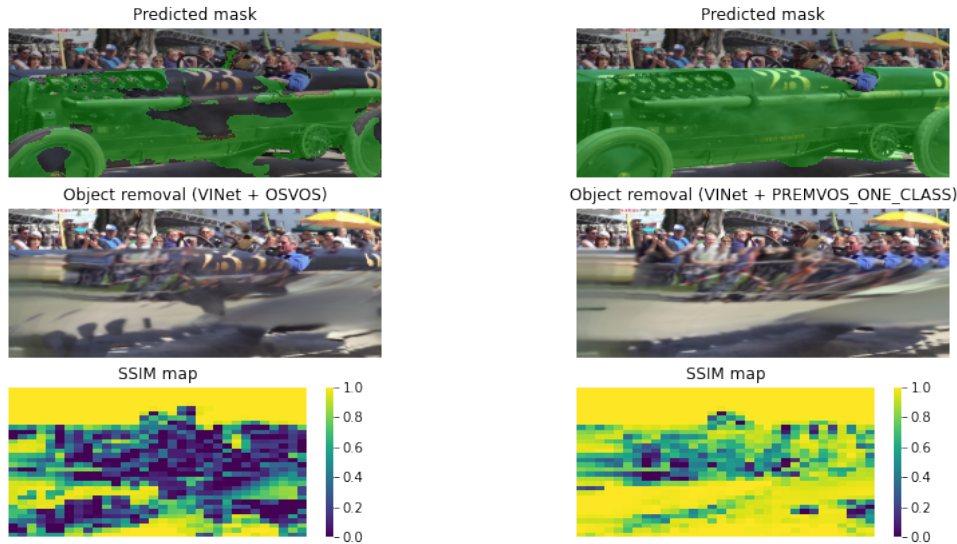 Predicted mask
Predicted mask
23
23
Object removal (VINet + OSVOS)
Object removal (VINet + PREMVOS_ONE_CLASS)
SSIM map
SSIM map
1.0
0.8
0.6
0.4
0.2
0.0
1.0
0.8
0.6
0.4
0.2
0.0